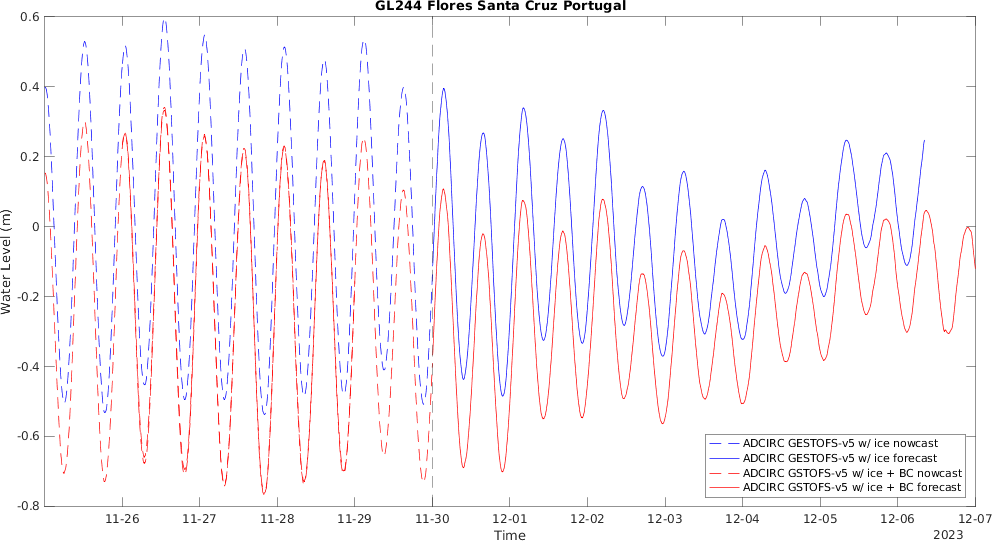 GL244 Flores Santa Cruz Portugal
0.6
0.4
0.2
0
-0.2
-0.4
-0.6
-0.8
Water Level (m)
ADCIRC GESTOFS-v5 w/ ice nowcast
ADCIRC GESTOFS-v5 w/ ice forecast
ADCIRC GSTOFS-v5 w/ ice + BC nowcast
ADCIRC GSTOFS-v5 w/ ice + BC forecast
11-26 11-27 11-28 11-29 11-30 12-01 12-02 12-03 12-04 12-05 12-06 12-07
Time
2023